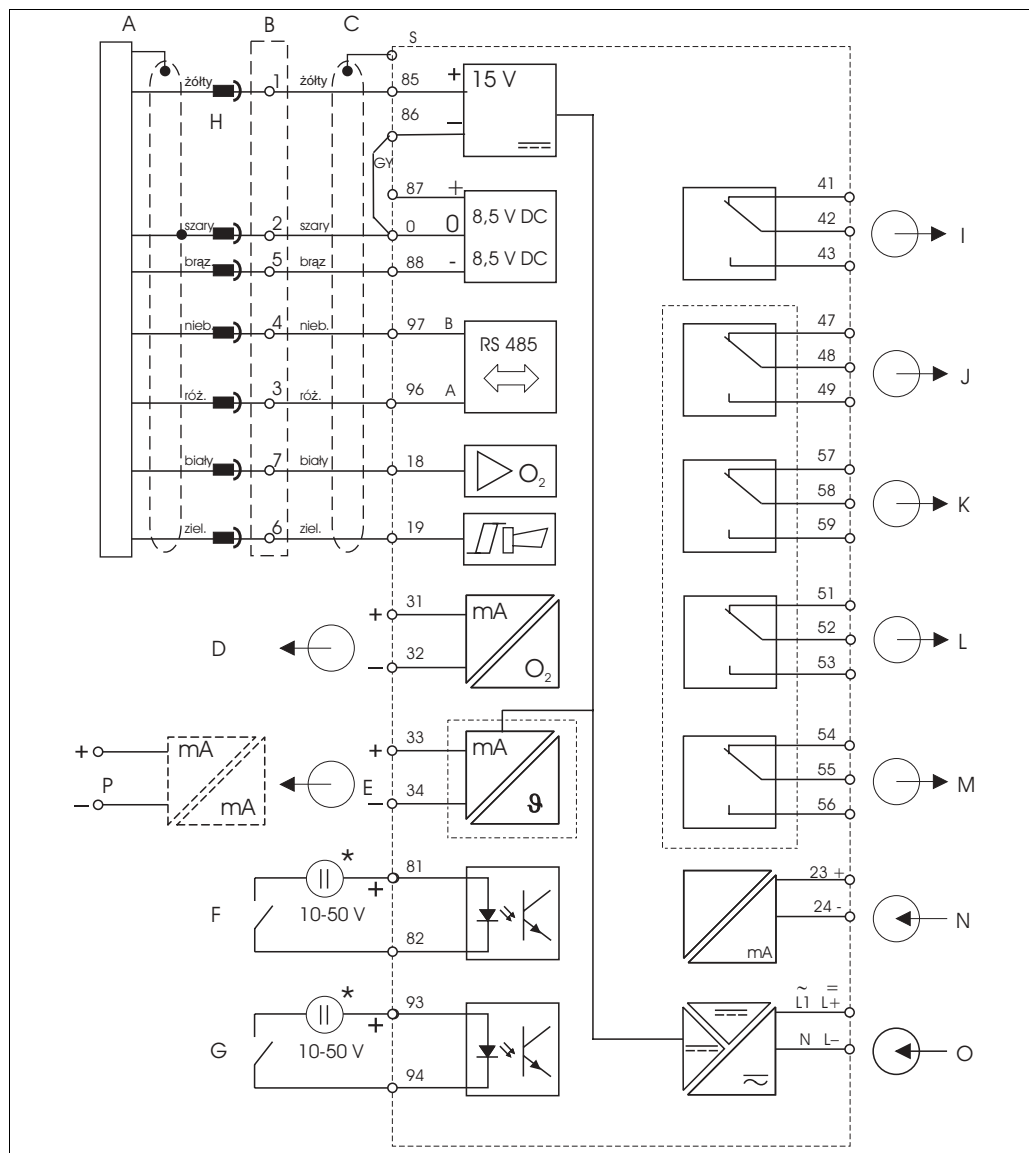 A B C S
żółty 1 żółty 85 + 15 V
H 86 –
GY
87 + 8,5 V DC
szary 2 szary 0 0
brąz 5 brąz 88 - 8,5 V DC
nieb. 4 nieb. 97 B RS 485
róż. 3 róż. 96 A
biały 7 biały 18 O2
ziel. 6 ziel. 19
D + 31 mA
– 32 O2
+ mA E + 33 mA
– P mA – 34 ϑ
F * + 81
10-50 V
82
G * + 93
10-50 V
94
41
42 I
43
47
48 J
49
57
58 K
59
51
52 L
53
54
55 M
56
23 +
24 - N
mA
~ =
L1 L+
N L– O